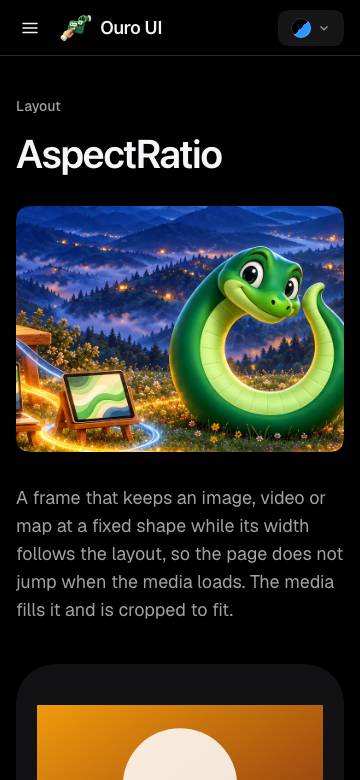 Ouro UI
Layout
AspectRatio
A frame that keeps an image, video or
map at a fixed shape while its width
follows the layout, so the page does not
jump when the media loads. The media
fills it and is cropped to fit.